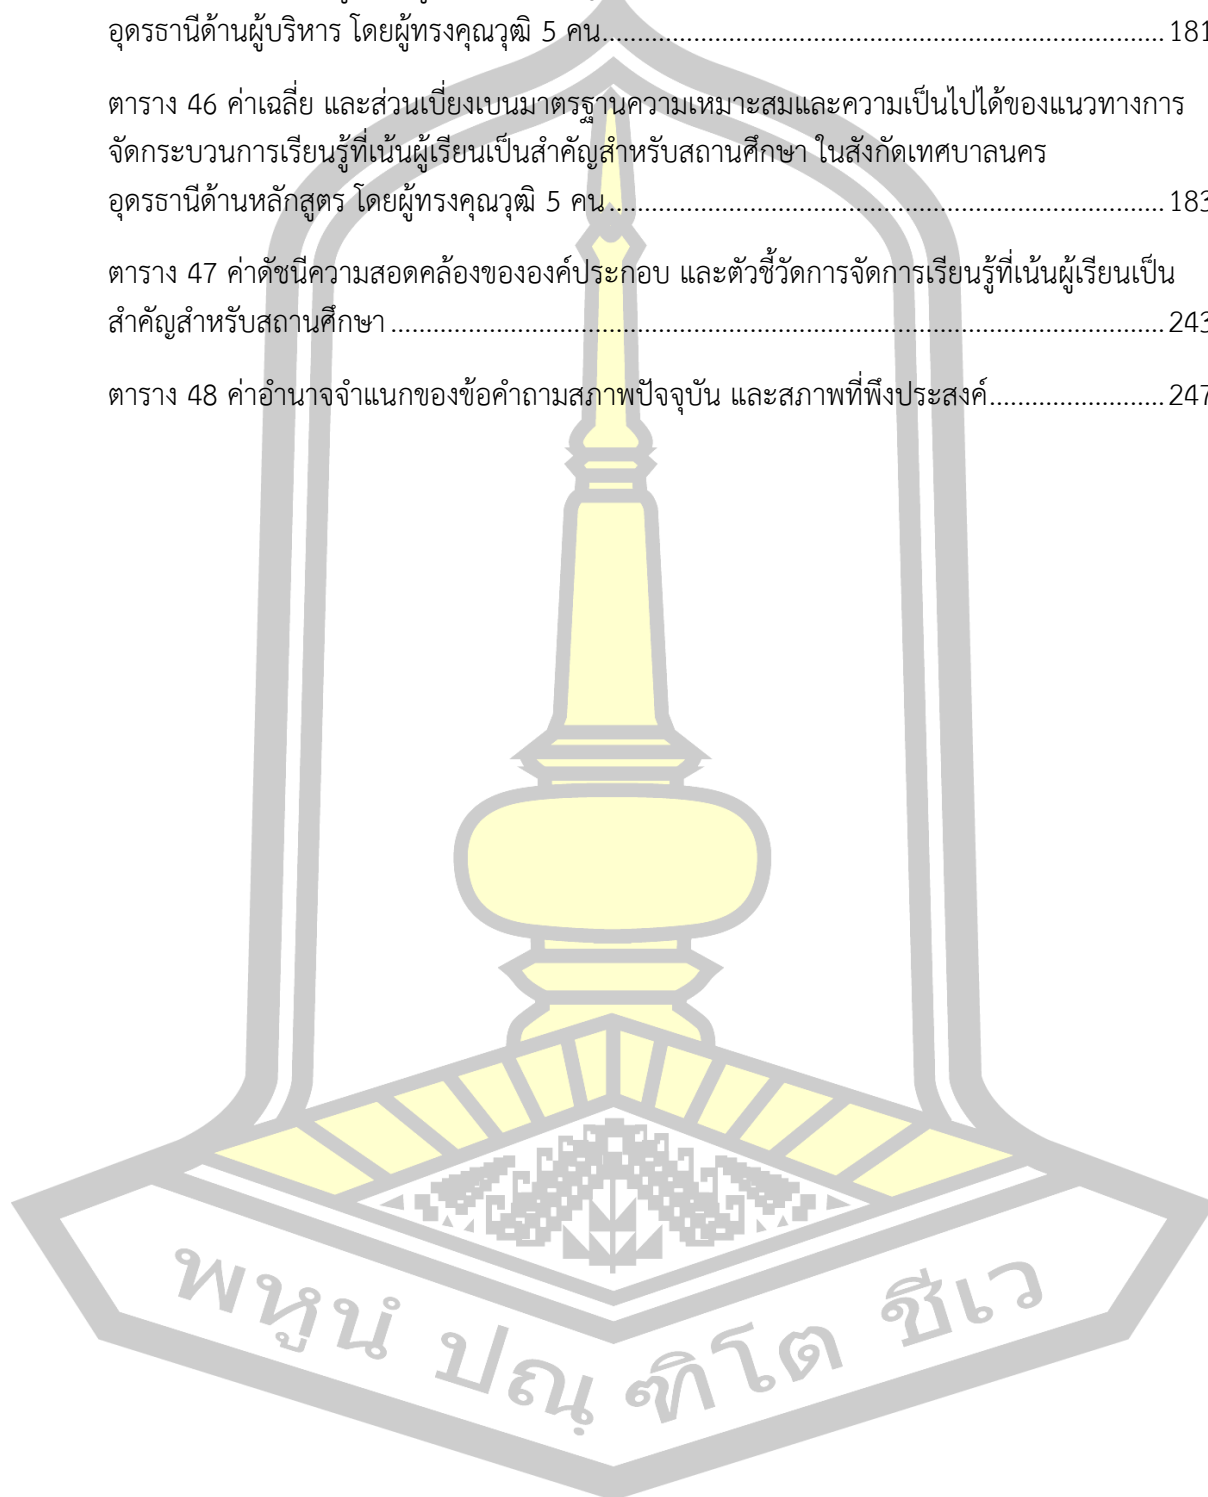 อุดรธานีด้านผู้บริหาร โดยผู้ทรงคุณวุฒิ 5 คน.................................................................................. 181
ตาราง 46 ค่าเฉลี่ย และส่วนเบี่ยงเบนมาตรฐานความเหมาะสมและความเป็นไปได้ของแนวทางการ
จัดกระบวนการเรียนรู้ที่เน้นผู้เรียนเป็นสำคัญสำหรับสถานศึกษา ในสังกัดเทศบาลนคร
อุดรธานีด้านหลักสูตร โดยผู้ทรงคุณวุฒิ 5 คน................................................................................. 183
ตาราง 47 ค่าดัชนีความสอดคล้องขององค์ประกอบ และตัวชี้วัดการจัดการเรียนรู้ที่เน้นผู้เรียนเป็น
สำคัญสำหรับสถานศึกษา.................................................................................................................. 243
ตาราง 48 ค่าอำนาจจำแนกของข้อคำถามสภาพปัจจุบัน และสภาพที่พึงประสงค์......................... 247
พหูนํ ปณฺฑิโต ชีเว